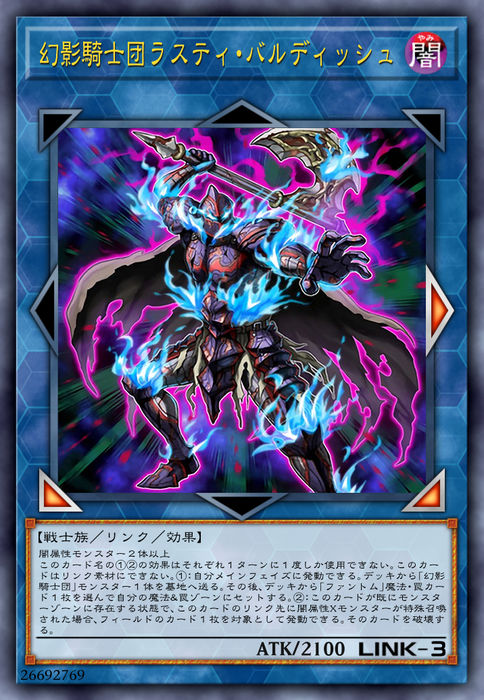 幻影騎士団ラスティ・バルディッシュ
やみ
闇
【戦士族／リンク／効果】
闇属性モンスター２体以上
このカード名の①②の効果はそれぞれ１ターンに１度しか使用できない。このカー
ドはリンク素材にできない。①：自分メインフェイズに発動できる。デッキから「幻影
騎士団」モンスター１体を墓地へ送る。その後、デッキから「ファントム」魔法・罠カー
ド１枚を選んで自分の魔法&罠ゾーンにセットする。②：このカードが既にモンスタ
ーゾーンに存在する状態で、このカードのリンク先に闇属性Xモンスターが特殊召喚
された場合、フィールドのカード１枚を対象として発動できる。そのカードを破壊す
る。
ATK/2100 LINK-3
26692769